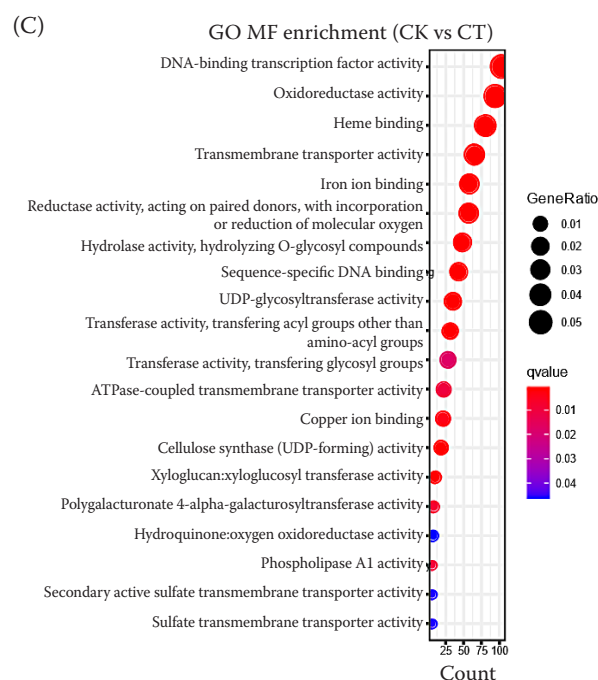 (C)
GO MF enrichment (CK vs CT)
DNA-binding transcription factor activity
Oxidoreductase activity
Heme binding
Transmembrane transporter activity
Iron ion binding
Reductase activity, acting on paired donors, with incorporation
or reduction of molecular oxygen
Hydrolase activity, hydrolyzing O-glycosyl compounds
Sequence-specific DNA binding
UDP-glycosyltransferase activity
Transferase activity, transfering acyl groups other than
amino-acyl groups
Transferase activity, transfering glycosyl groups
ATPase-coupled transmembrane transporter activity
Copper ion binding
Cellulose synthase (UDP-forming) activity
Xyloglucan:xyloglucosyl transferase activity
Polygalacturonate 4-alpha-galacturosyltransferase activity
Hydroquinone:oxygen oxidoreductase activity
Phospholipase A1 activity
Secondary active sulfate transmembrane transporter activity
Sulfate transmembrane transporter activity
25 50 75 100
Count
GeneRatio
0.01
0.02
0.03
0.04
0.05
qvalue
0.01
0.02
0.03
0.04